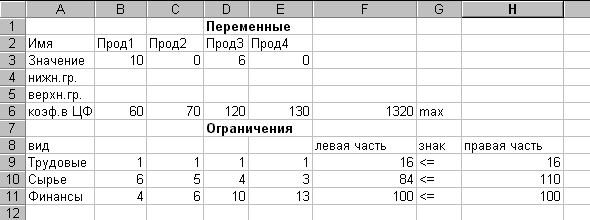 A B C D E F G H
1 Переменные
2 Имя Прод1 Прод2 Прод3 Прод4
3 Значение 10 0 6 0
4 нижн.гр.
5 верхн.гр.
6 коэф.в ЦФ 60 70 120 130 1320 max
7 Ограничения
8 вид левая часть знак правая часть
9 Трудовые 1 1 1 1 16 <= 16
10 Сырье 6 5 4 3 84 <= 110
11 Финансы 4 6 10 13 100 <= 100
12